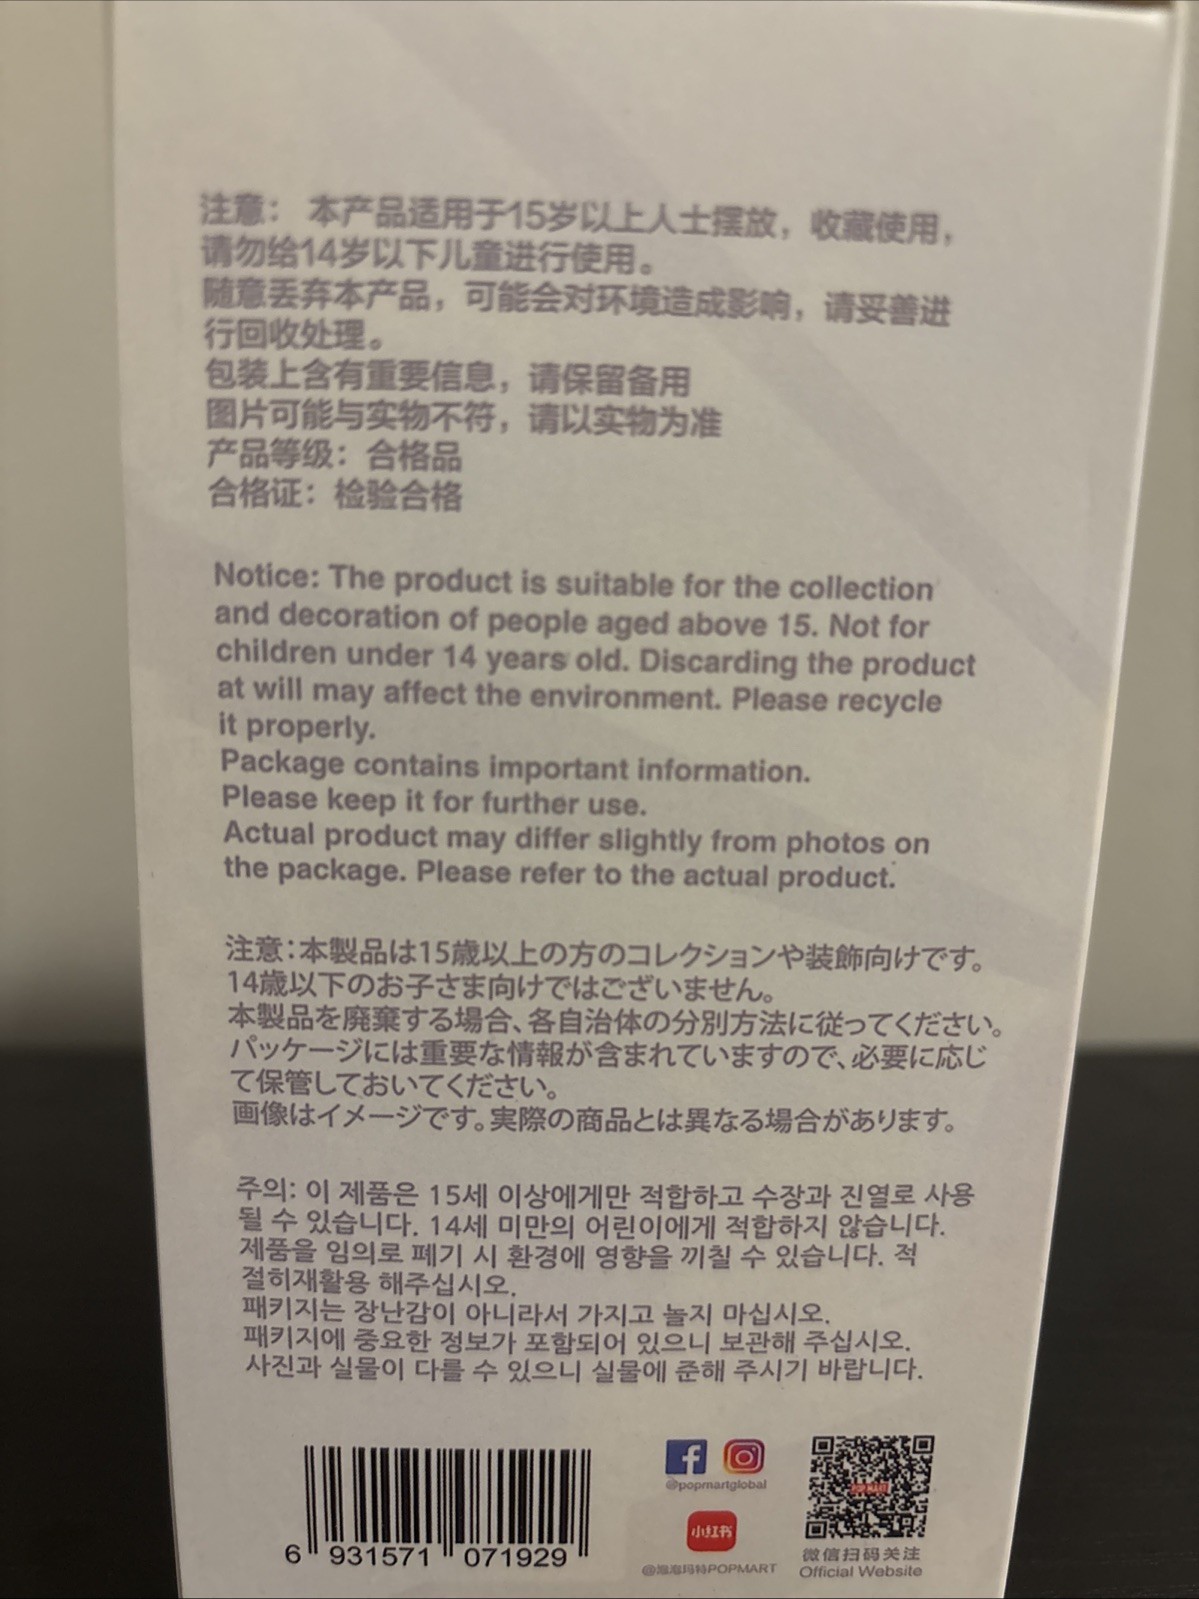 注意： 本产品适用于15岁以上人士摆放，收藏使用，
请勿给14岁以下儿童进行使用。
随意丢弃本产品，可能会对环境造成影响，请妥善进
行回收处理。
包装上含有重要信息，请保留备用
图片可能与实物不符，请以实物为准
产品等级：合格品
合格证：检验合格
Notice: The product is suitable for the collection
and decoration of people aged above 15. Not for
children under 14 years old. Discarding the product
at will may affect the environment. Please recycle
it properly.
Package contains important information.
Please keep it for further use.
Actual product may differ slightly from photos on
the package. Please refer to the actual product.
注意：本製品は15歳以上の方のコレクションや装飾向けです。
14歳以下のお子さま向けではございません。
本製品を廃棄する場合、各自治体の分別方法に従ってください。
パッケージには重要な情報が含まれていますので、必要に応じ
て保管しておいてください。
画像はイメージです。実際の商品とは異なる場合があります。
주의: 이 제품은 15세 이상에게만 적합하고 수장과 진열로 사용
될 수 있습니다. 14세 미만의 어린이에게 적합하지 않습니다.
제품을 임의로 폐기 시 환경에 영향을 끼칠 수 있습니다. 적
절히재활용 해주십시오.
패키지는 장난감이 아니라서 가지고 놀지 마십시오.
패키지에 중요한 정보가 포함되어 있으니 보관해 주십시오.
사진과 실물이 다를 수 있으니 실물에 준해 주시기 바랍니다.
@popmartglobal
小红书
@泡泡玛特POPMART
POP MART
微信扫码关注
Official Website
6 931571 071929